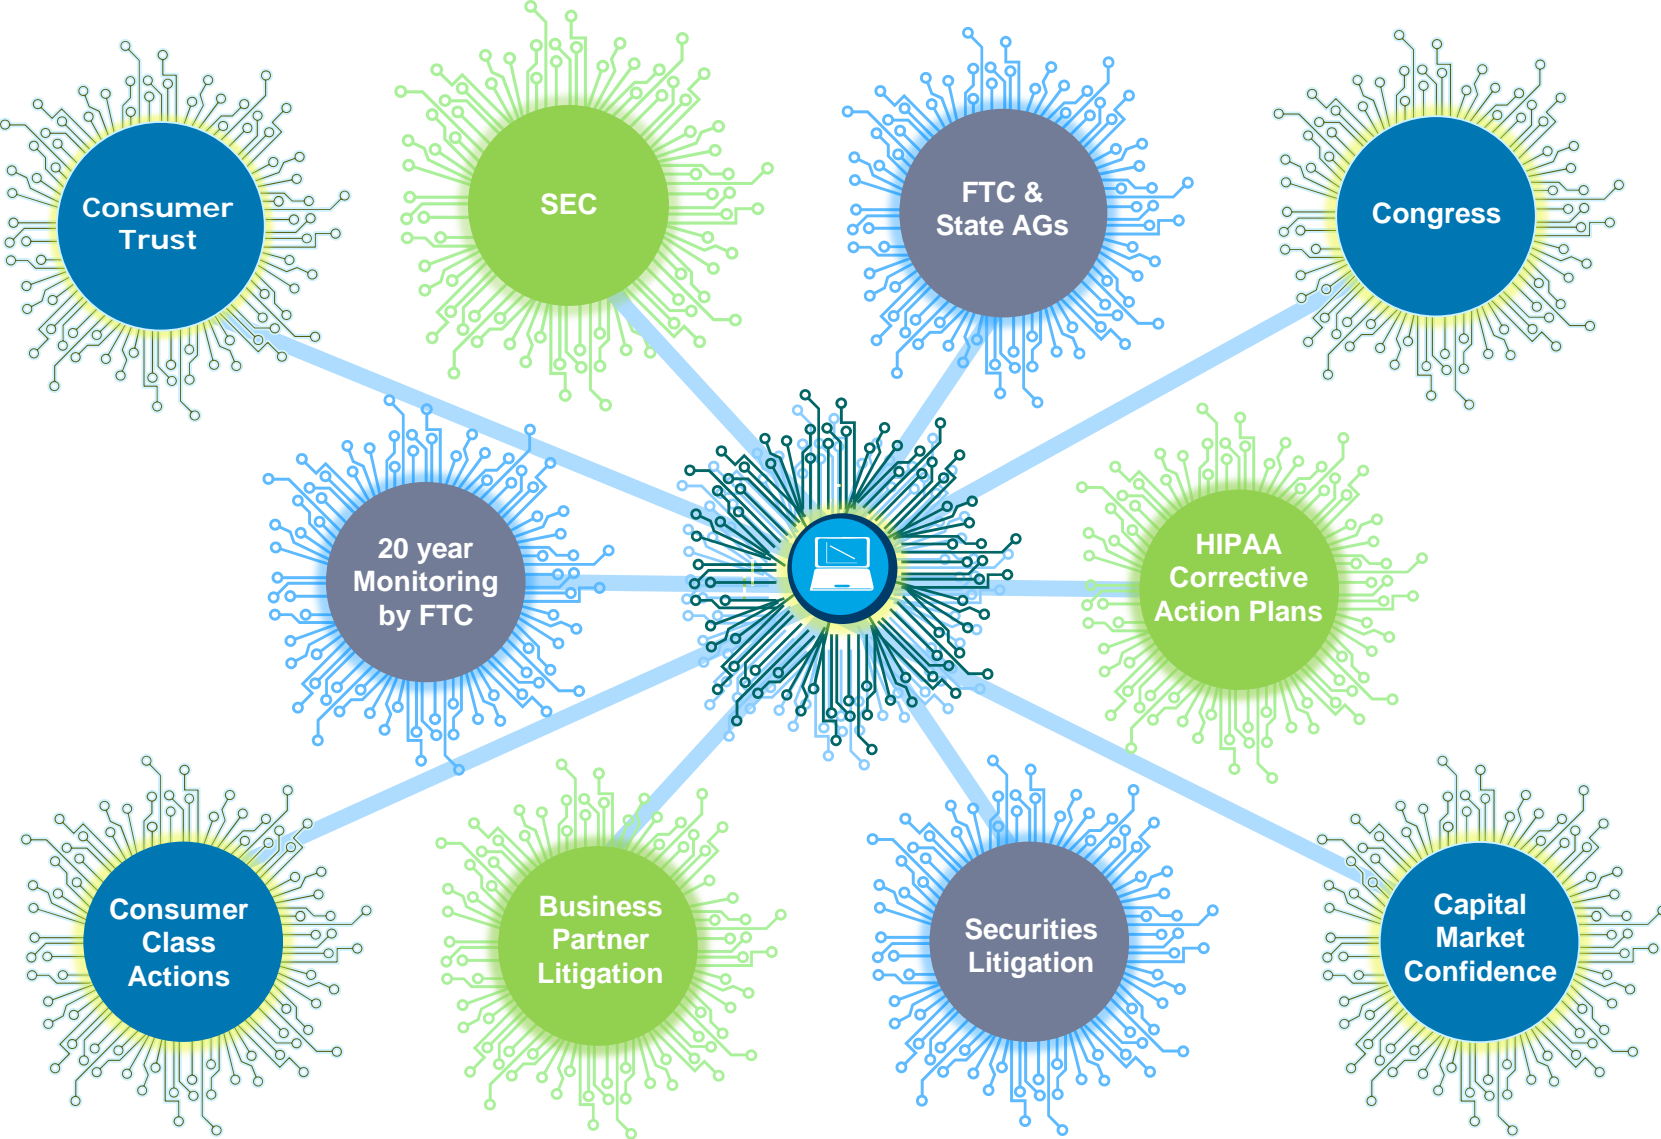 Consumer
Trust
SEC
FTC &
State AGs
Congress
20 year
Monitoring
by FTC
HIPAA
Corrective
Action Plans
Consumer
Class
Actions
Business
Partner
Litigation
Securities
Litigation
Capital
Market
Confidence